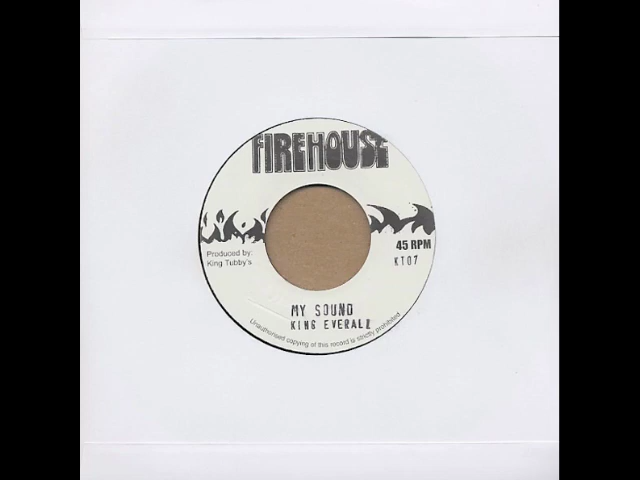 FIREHOUSE
45 RPM
Produced by:
King Tubby's
KT07
MY SOUND
KING EVERALL
Unauthorised copying of this record is strictly prohibited